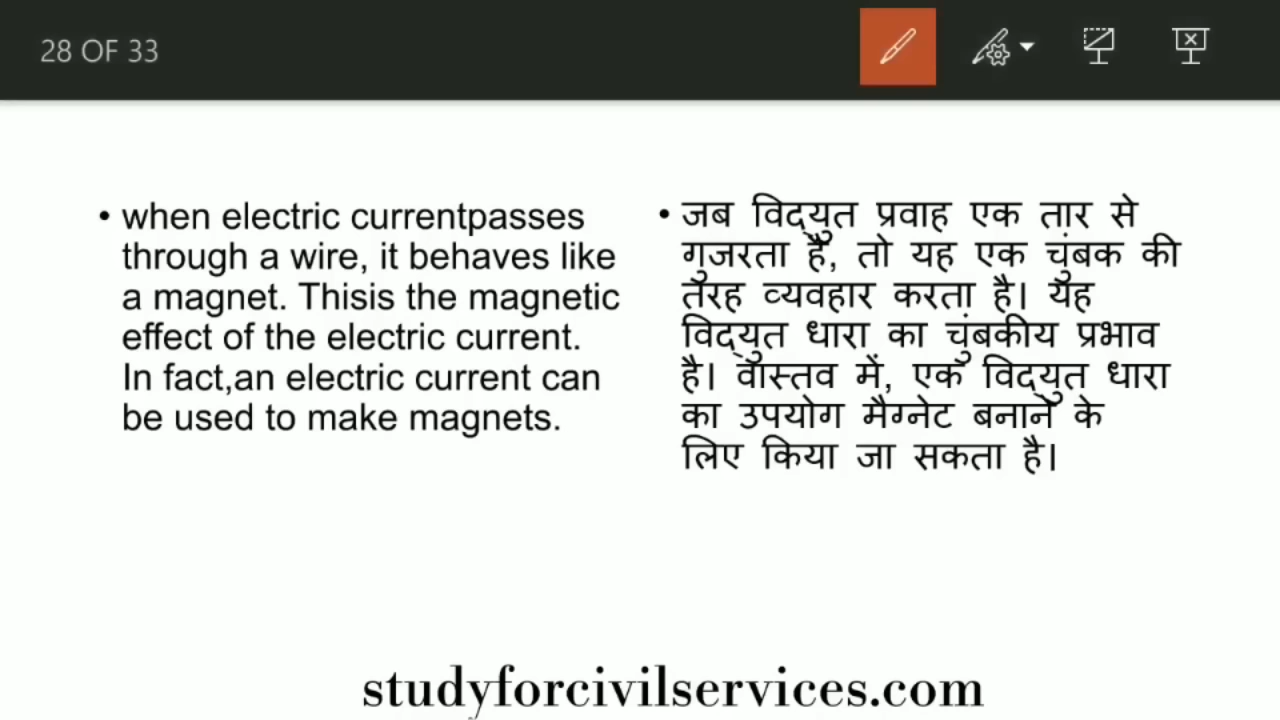 28 OF 33
• when electric currentpasses
through a wire, it behaves like
a magnet. Thisis the magnetic
effect of the electric current.
In fact,an electric current can
be used to make magnets.
• जब विद्युत प्रवाह एक तार से
गुजरता है, तो यह एक चुंबक की
तरह व्यवहार करता है। यह
विद्युत धारा का चुंबकीय प्रभाव
है। वास्तव में, एक विद्युत धारा
का उपयोग मैग्नेट बनाने के
लिए किया जा सकता है।
studyforcivilservices.com